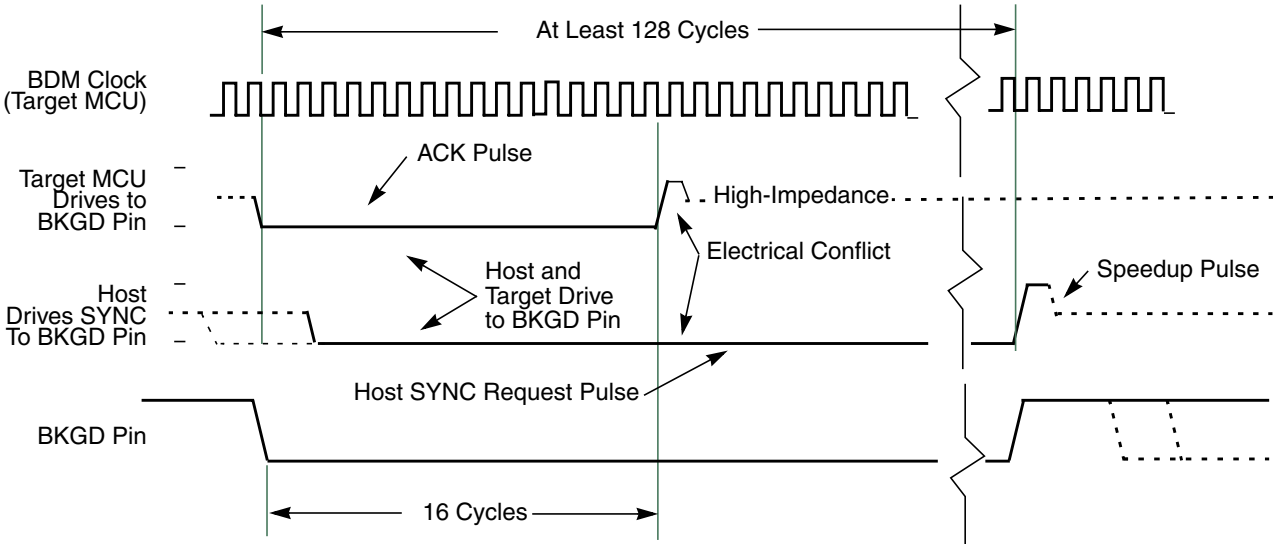 At Least 128 Cycles
BDM Clock
(Target MCU)
ACK Pulse
Target MCU
Drives to
BKGD Pin
High-Impedance
Electrical Conflict
Host and
Target Drive
to BKGD Pin
Speedup Pulse
Host
Drives SYNC
To BKGD Pin
Host SYNC Request Pulse
BKGD Pin
16 Cycles